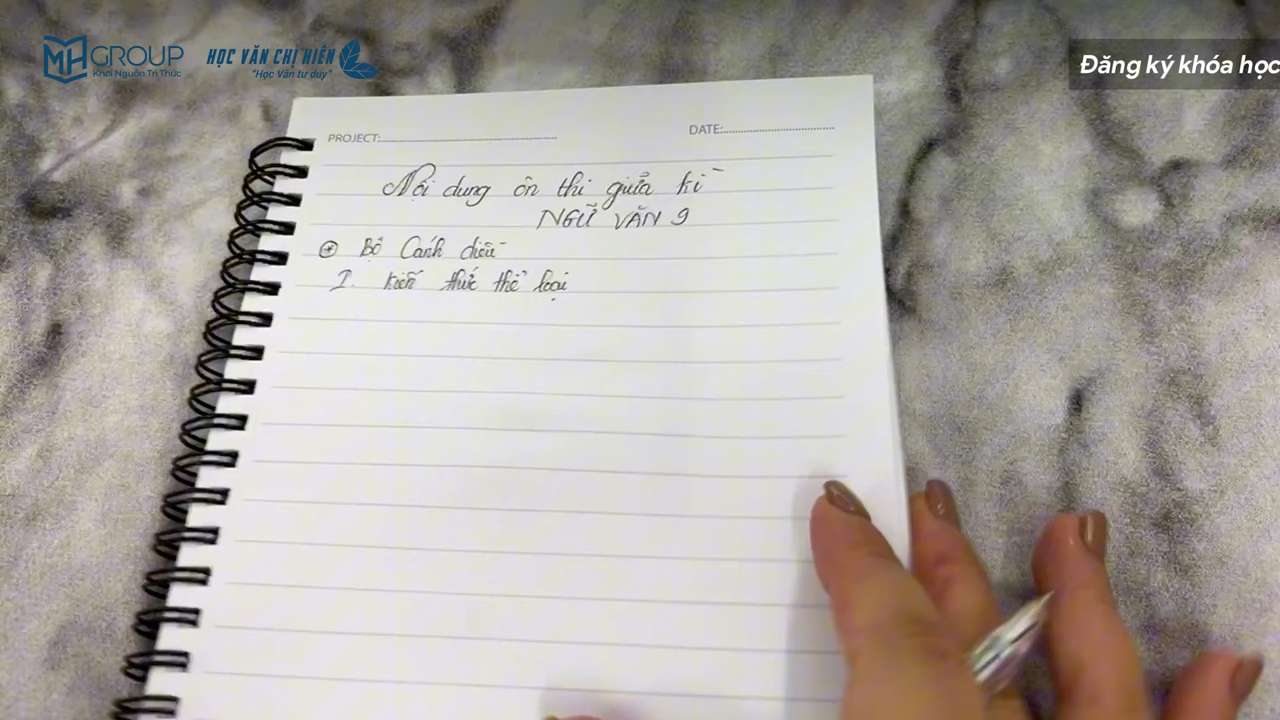 MH GROUP
Khơi Nguồn Tri Thức
HỌC VĂN CHỊ HIÊN
"Học Văn tư duy"
Đăng ký khóa học
PROJECT:
DATE:
Nội dung ôn thi giữa kì
NGỮ VĂN 9
+ Bộ Cánh diều
I. Kiến thức thể loại